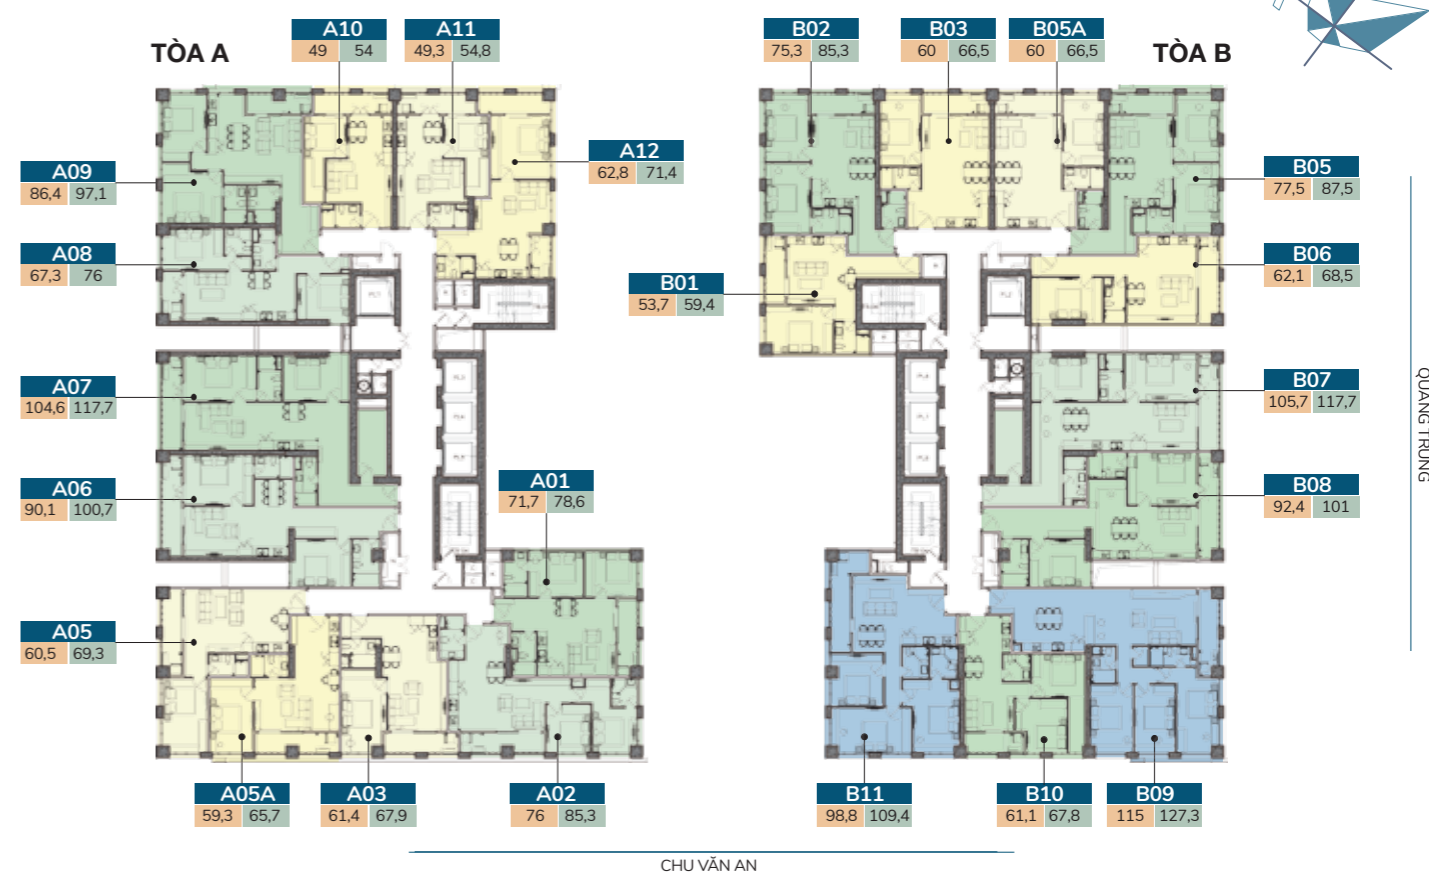 TÒA A
A10
49 54
A11
49,3 54,8
A12
62,8 71,4
A09
86,4 97,1
A08
67,3 76
A07
104,6 117,7
A06
90,1 100,7
A01
71,7 78,6
A05
60,5 69,3
A05A
59,3 65,7
A03
61,4 67,9
A02
76 85,3
TÒA B
B02
75,3 85,3
B03
60 66,5
B05A
60 66,5
B05
77,5 87,5
B06
62,1 68,5
B01
53,7 59,4
B07
105,7 117,7
B08
92,4 101
B11
98,8 109,4
B10
61,1 67,8
B09
115 127,3
QUANG TRUNG
CHU VĂN AN